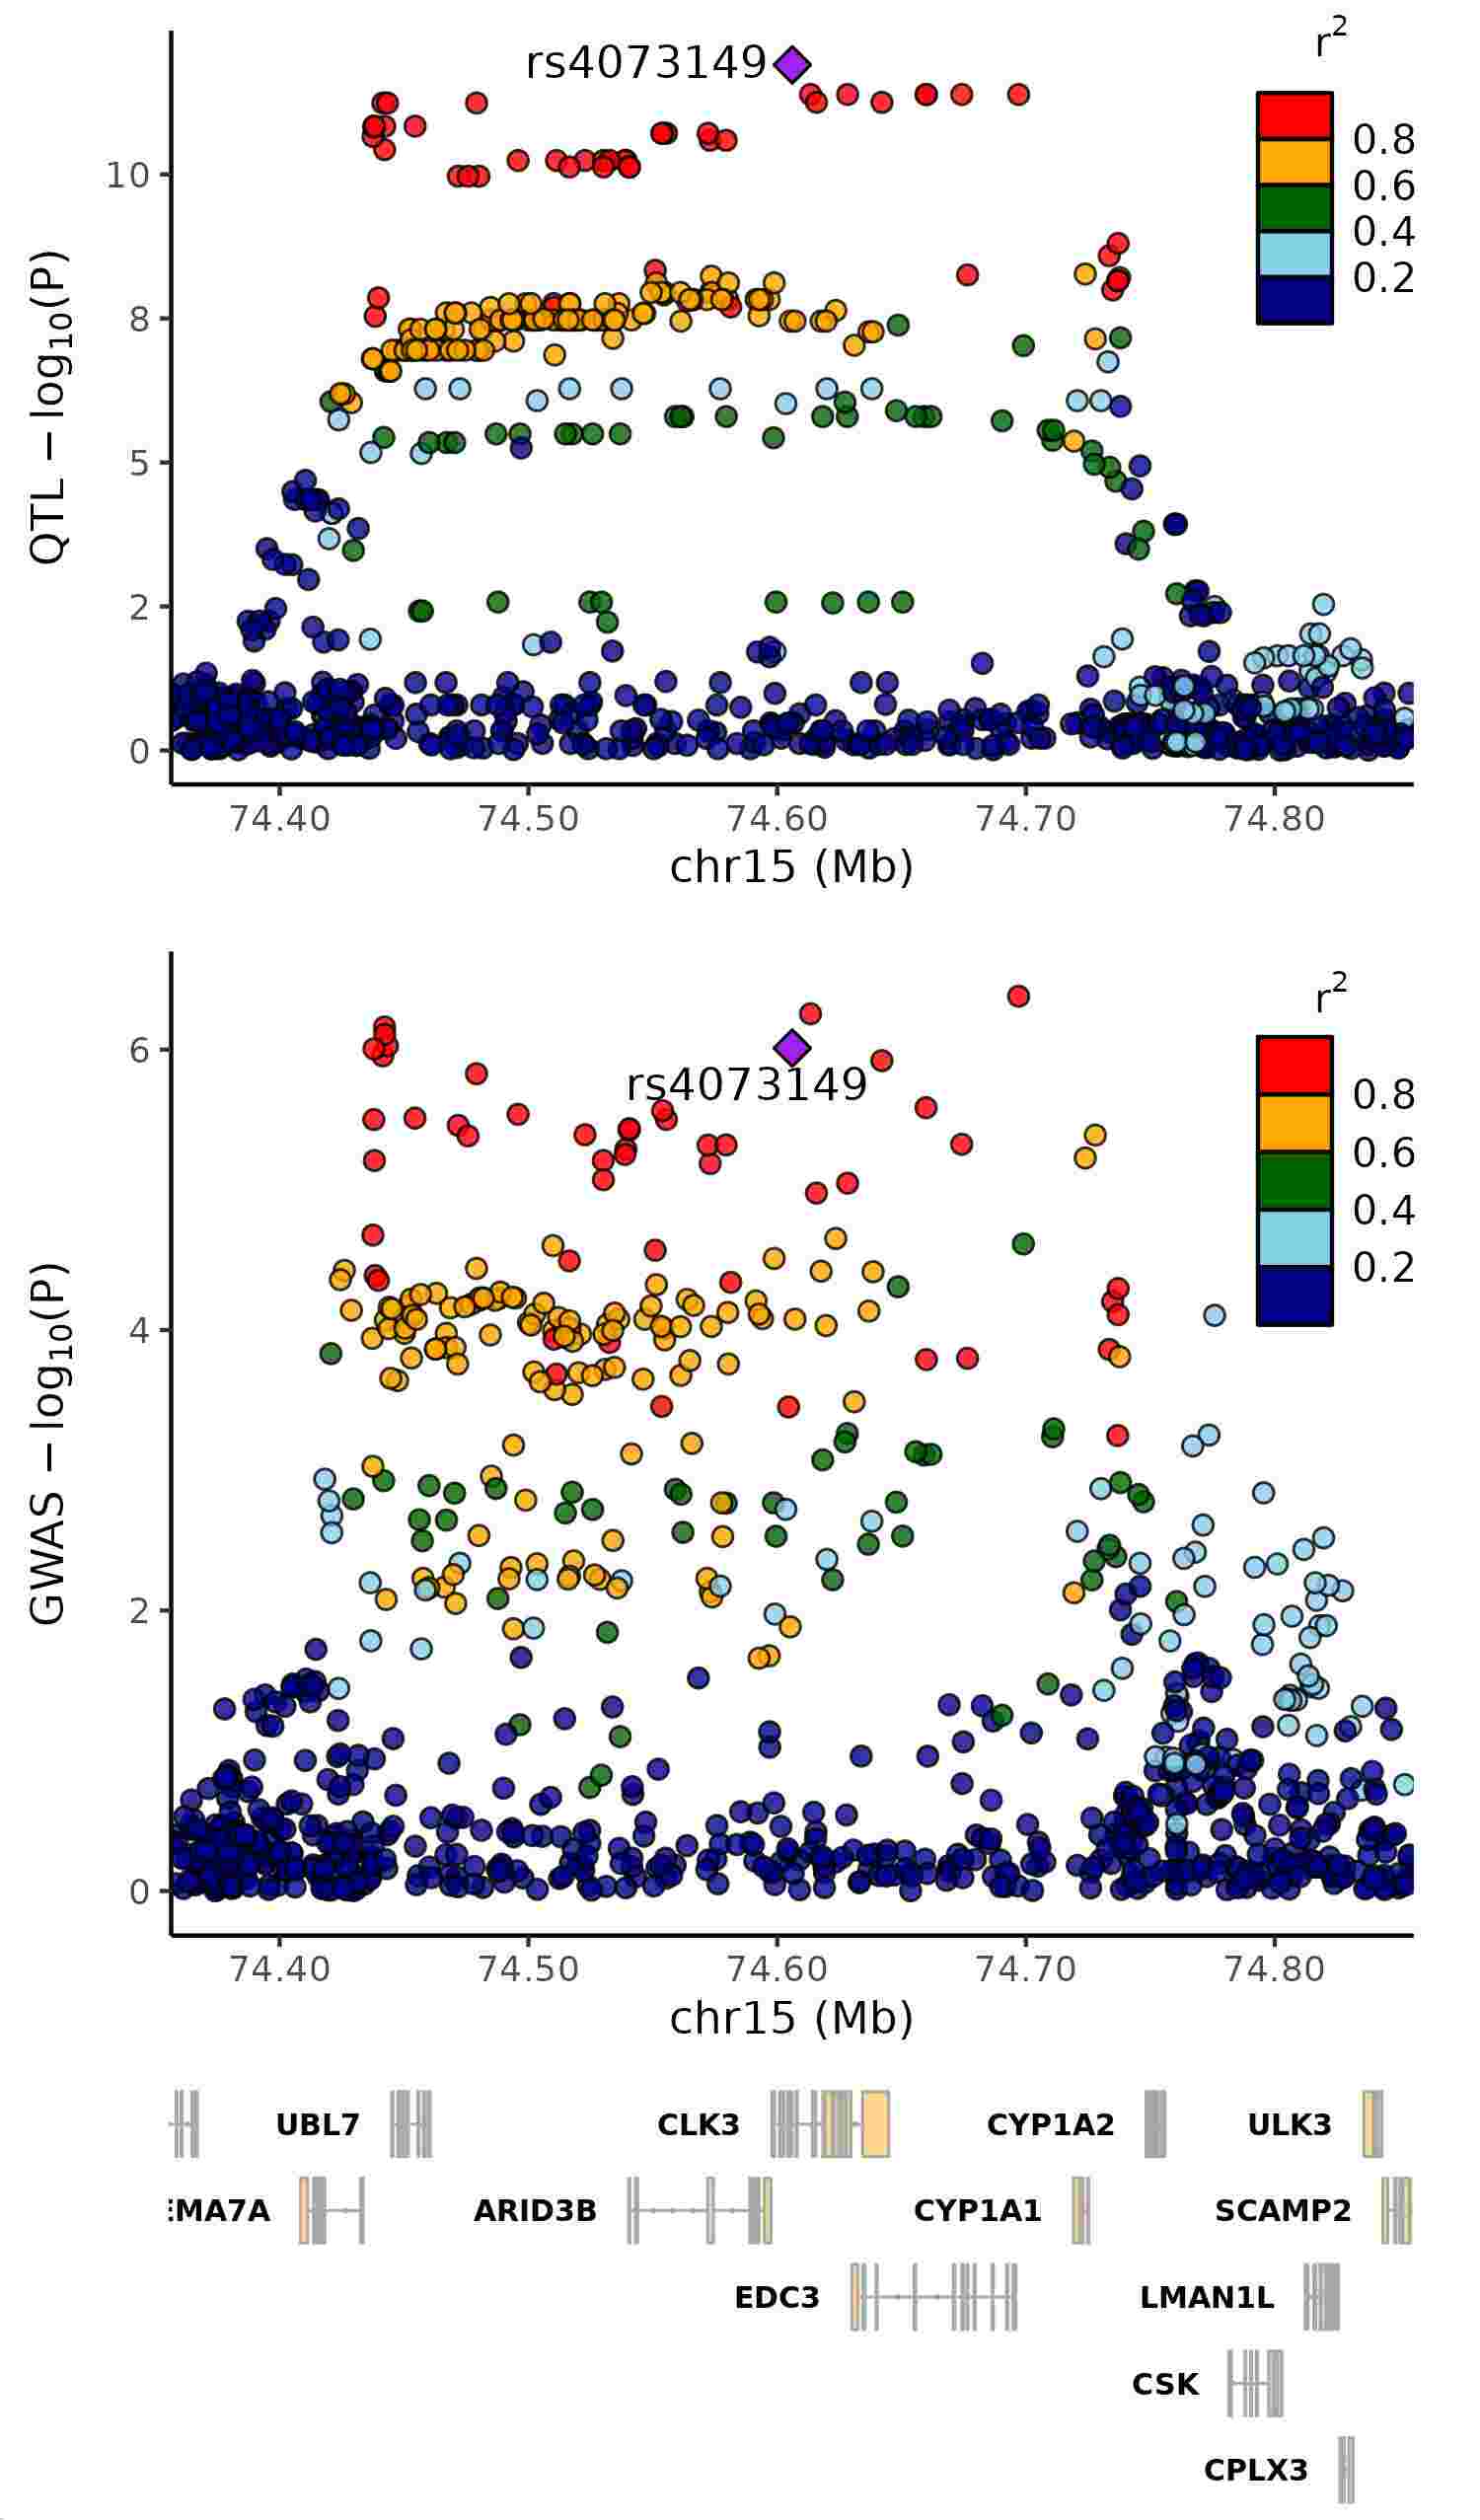 r²
rs4073149
QTL − log₁₀(P)
10
8
5
2
0
0.8
0.6
0.4
0.2
74.40 74.50 74.60 74.70 74.80
chr15 (Mb)
r²
rs4073149
GWAS − log₁₀(P)
6
4
2
0
0.8
0.6
0.4
0.2
74.40 74.50 74.60 74.70 74.80
chr15 (Mb)
UBL7 CLK3 CYP1A2 ULK3
EMA7A ARID3B CYP1A1 SCAMP2
EDC3 LMAN1L
CSK
CPLX3